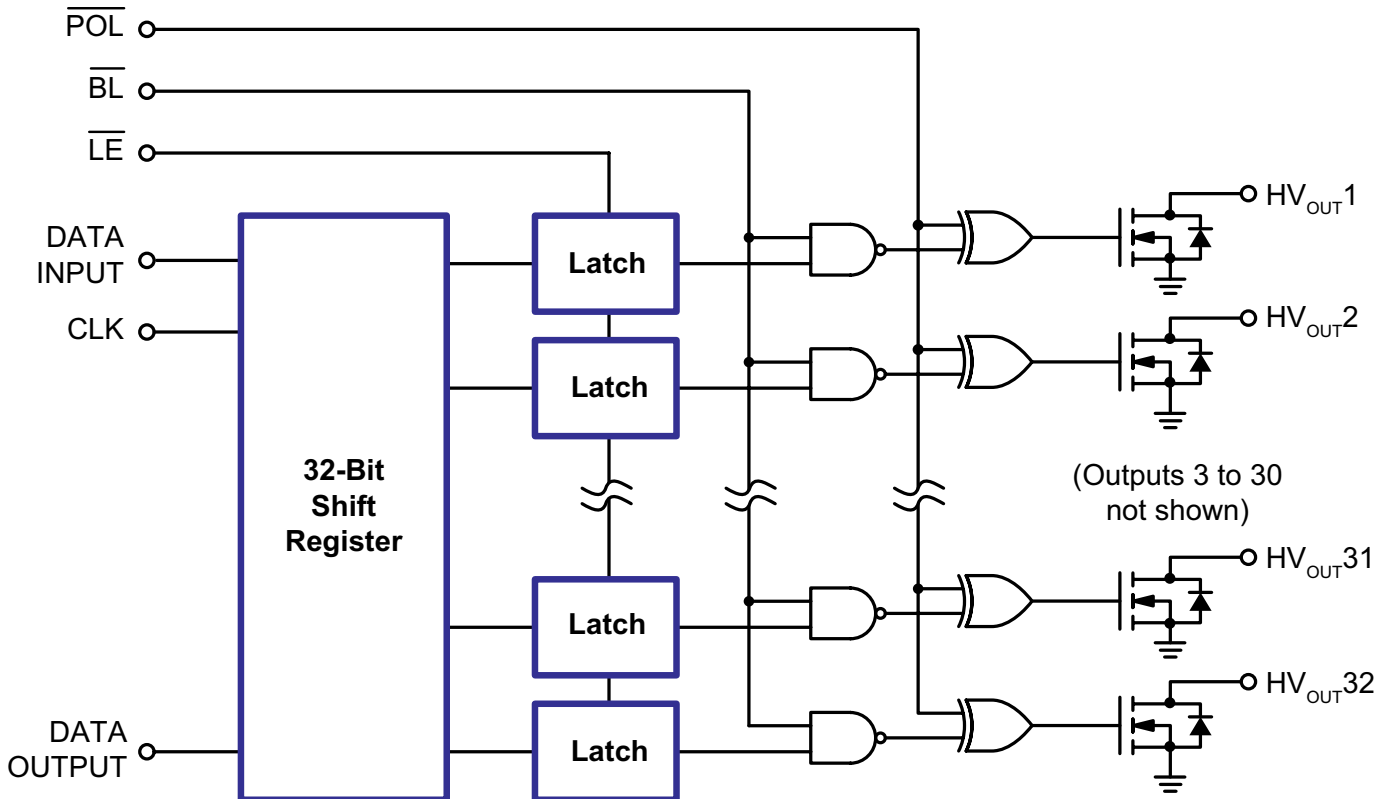 POL
BL
LE
DATA
INPUT
CLK
32-Bit
Shift
Register
Latch
Latch
Latch
Latch
HVOUT1
HVOUT2
(Outputs 3 to 30
not shown)
HVOUT31
HVOUT32
DATA
OUTPUT